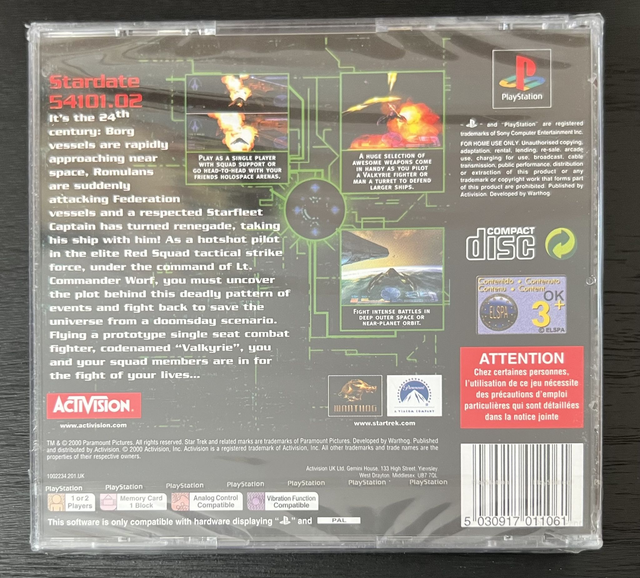 Stardate
54101.02
It's the 24th
century: Borg
vessels are rapidly
approaching near
space, Romulans
are suddenly
attacking Federation
vessels and a respected Starfleet
Captain has turned renegade, taking
his ship with him! As a hotshot pilot
in the elite Red Squad tactical strike
force, under the command of Lt.
Commander Worf, you must uncover
the plot behind this deadly pattern of
events and fight back to save the
universe from a doomsday scenario.
Flying a prototype single seat combat
fighter, codenamed "Valkyrie", you
and your squad members are in for
the fight of your lives...
Play as a single player
with squad support or
go head-to-head with your
friends holospace arenas.
A huge selection of
awesome weapons come
in handy as you pilot
a Valkyrie fighter or
man a turret to defend
larger ships.
Fight intense battles in
deep outer space or
near-planet orbit.
PlayStation
and "PlayStation" are registered
trademarks of Sony Computer Entertainment Inc.
FOR HOME USE ONLY. Unauthorised copying,
adaptation, rental, lending, re-sale, arcade
use, charging for use, broadcast, cable
transmission, public performance, distribution
or extraction of this product or any
trademark or copyright work that forms part
of this product are prohibited. Published by
Activision. Developed by Warthog.
COMPACT
disc
Contenido • Contenuto
Contenu • Content
ELSPA
OK
3+
© ELSPA
ATTENTION
Chez certaines personnes,
l'utilisation de ce jeu nécessite
des précautions d'emploi
particulières qui sont détaillées
dans la notice jointe
ACTIVISION.
www.activision.com
WARTHOG
Paramount
A VIACOM COMPANY
www.startrek.com
TM & © 2000 Paramount Pictures. All rights reserved. Star Trek and related marks are trademarks of Paramount Pictures. Developed by Warthog. Published
and distributed by Activision. © 2000 Activision, Inc. Activision is a registered trademark of Activision, Inc. All other trademarks and trade names are the
properties of their respective owners.
1002234.201.UK
Activision UK Ltd, Gemini House, 133 High Street, Yiewsley
West Drayton, Middlesex, UB7 7QL
PlayStation PlayStation PlayStation PlayStation PlayStation PlayStation PlayStation
1 or 2
Players
Memory Card
1 Block
Analog Control
Compatible
Vibration Function
Compatible
This software is only compatible with hardware displaying " " and PAL
5 030917 011061